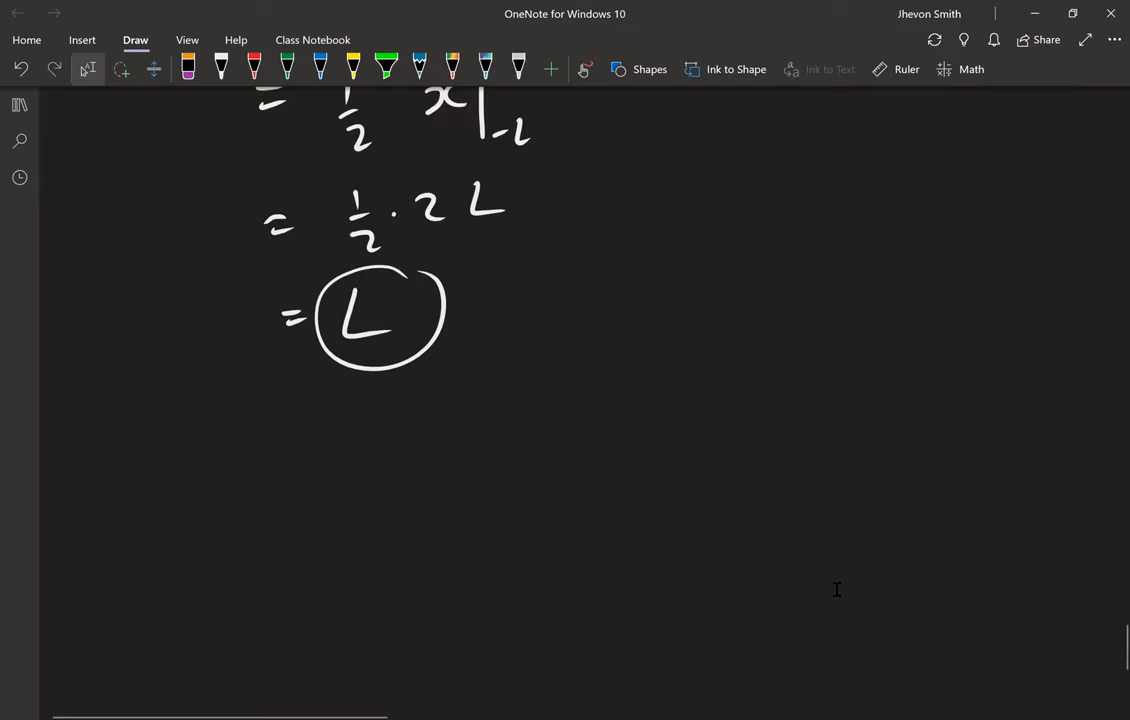 OneNote for Windows 10
Jhevon Smith
Home Insert Draw View Help Class Notebook Share
Shapes Ink to Shape Ink to Text Ruler Math
= 1/2 x|_-L
= 1/2 · 2 L
= L